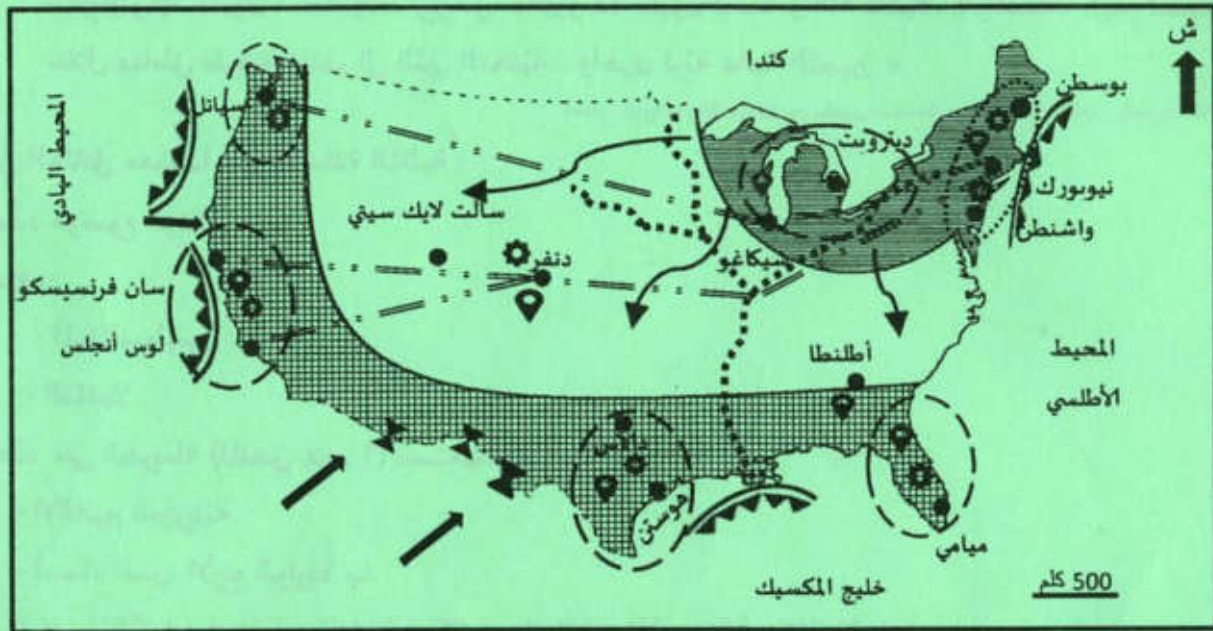 ش
كندا
بوسطن
المحيط الهادي
سياتل
ديترويت
نيويورك
واشنطن
سالت لايك سيتي
دنفر
شيكاغو
سان فرنسيسكو
لوس أنجلس
المحيط
الأطلسي
أطلنطا
دالاس
هوستن
ميامي
خليج المكسيك
500 كلم